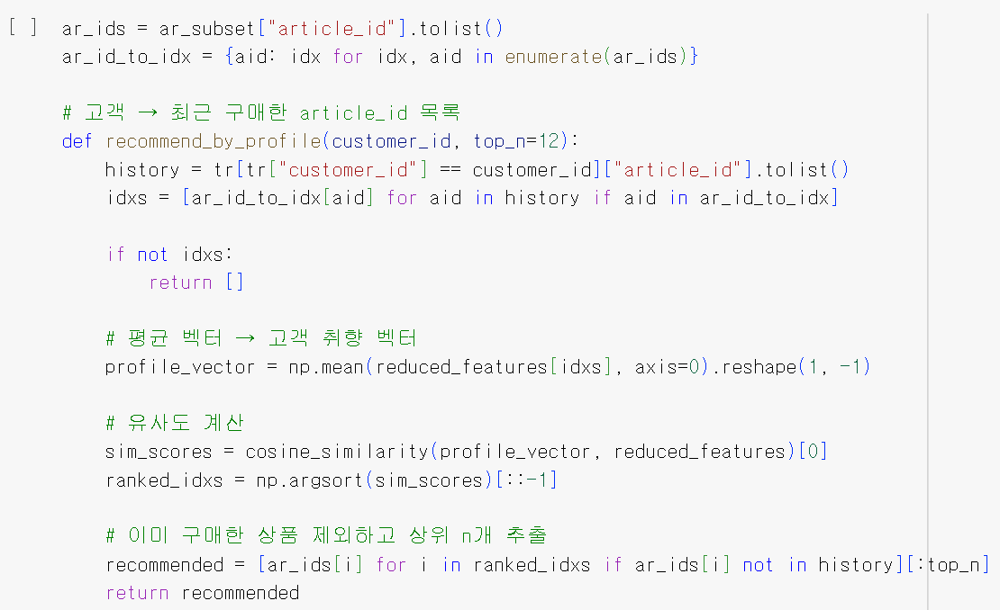 [ ] ar_ids = ar_subset["article_id"].tolist()
ar_id_to_idx = {aid: idx for idx, aid in enumerate(ar_ids)}
# 고객 → 최근 구매한 article_id 목록
def recommend_by_profile(customer_id, top_n=12):
    history = tr[tr["customer_id"] == customer_id]["article_id"].tolist()
    idxs = [ar_id_to_idx[aid] for aid in history if aid in ar_id_to_idx]
    if not idxs:
        return []
    # 평균 벡터 → 고객 취향 벡터
    profile_vector = np.mean(reduced_features[idxs], axis=0).reshape(1, -1)
    # 유사도 계산
    sim_scores = cosine_similarity(profile_vector, reduced_features)[0]
    ranked_idxs = np.argsort(sim_scores)[::-1]
    # 이미 구매한 상품 제외하고 상위 n개 추출
    recommended = [ar_ids[i] for i in ranked_idxs if ar_ids[i] not in history][:top_n]
    return recommended